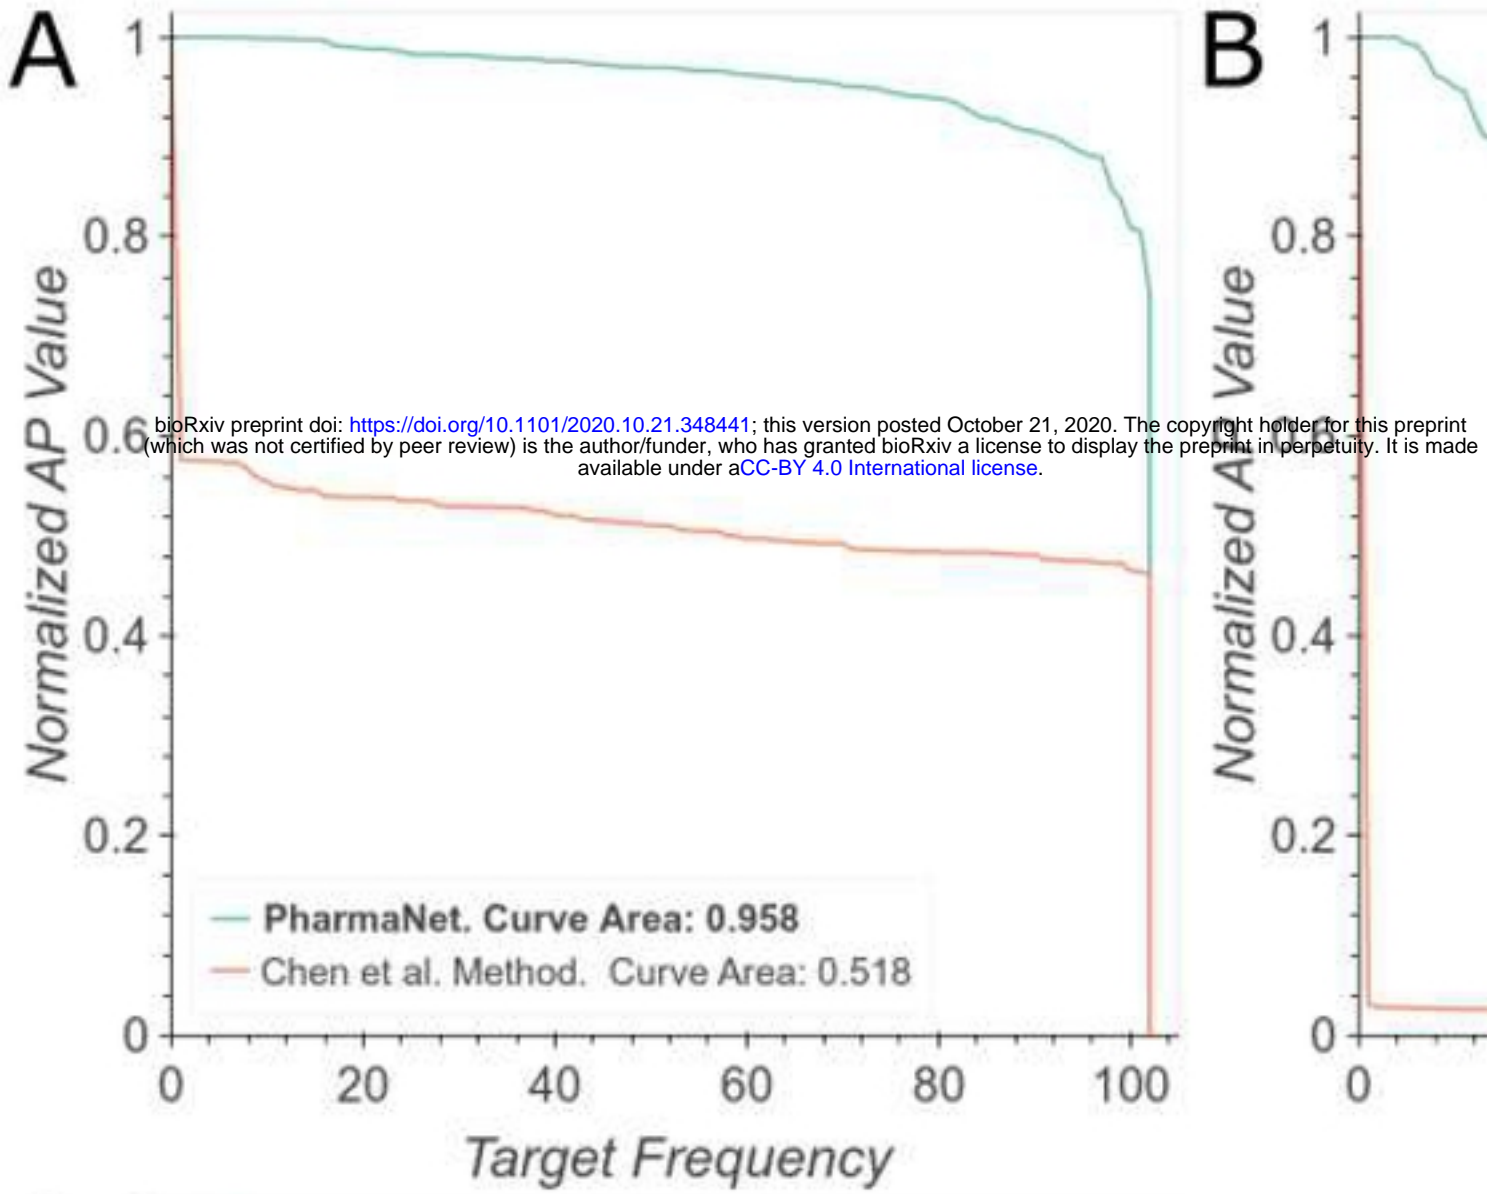 A
B
1
0.8
0.6
0.4
0.2
0
Normalized AP Value
bioRxiv preprint doi: https://doi.org/10.1101/2020.10.21.348441; this version posted October 21, 2020. The copyright holder for this preprint
(which was not certified by peer review) is the author/funder, who has granted bioRxiv a license to display the preprint in perpetuity. It is made
available under aCC-BY 4.0 International license.
PharmaNet. Curve Area: 0.958
Chen et al. Method. Curve Area: 0.518
0 20 40 60 80 100
Target Frequency
1
0.8
0.6
0.4
0.2
0
Normalized AP Value
0